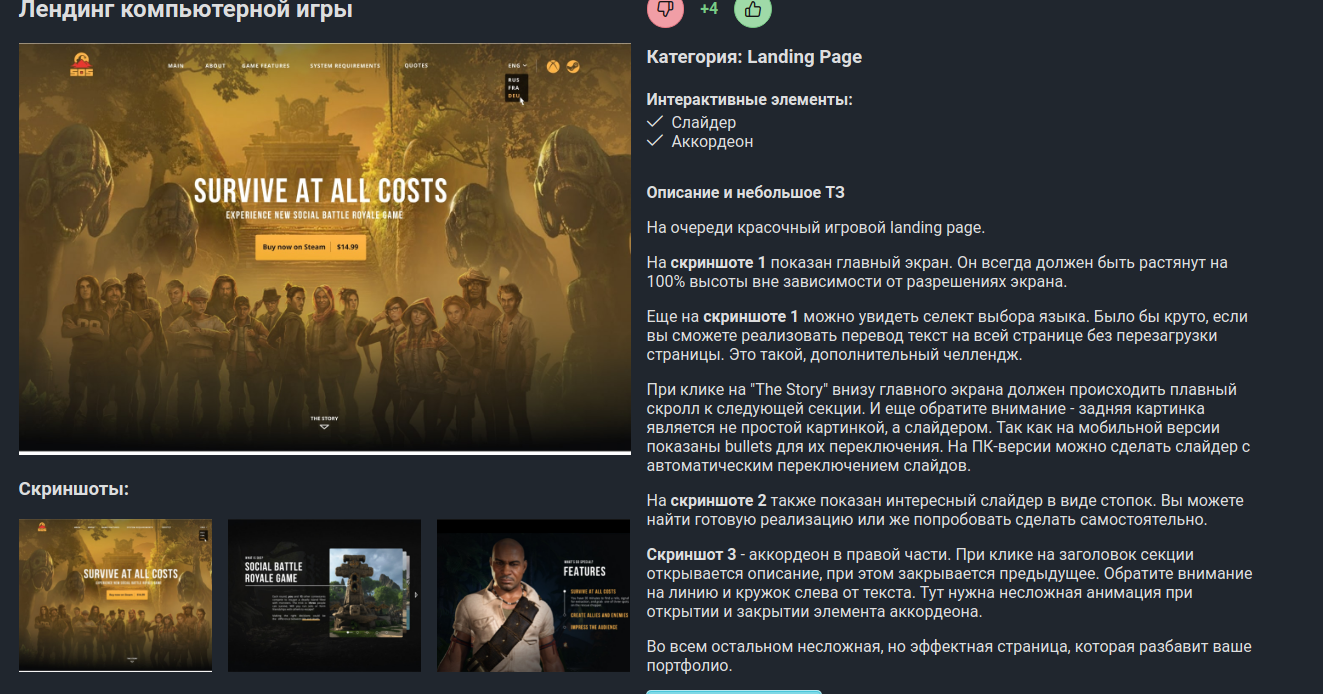 Лендинг компьютерной игры
SOS
MAIN ABOUT GAME FEATURES SYSTEM REQUIREMENTS QUOTES ENG
RUS
FRA
DEU
SURVIVE AT ALL COSTS
EXPERIENCE NEW SOCIAL BATTLE ROYALE GAME
Buy now on Steam $14.99
THE STORY
Скриншоты:
SURVIVE AT ALL COSTS
SOCIAL BATTLE
ROYALE GAME
FEATURES
SURVIVE AT ALL COSTS
CREATE ALLIES AND ENEMIES
IMPRESS THE AUDIENCE
+4
Категория: Landing Page
Интерактивные элементы:
Слайдер
Аккордеон
Описание и небольшое ТЗ
На очереди красочный игровой landing page.
На скриншоте 1 показан главный экран. Он всегда должен быть растянут на
100% высоты вне зависимости от разрешениях экрана.
Еще на скриншоте 1 можно увидеть селект выбора языка. Было бы круто, если
вы сможете реализовать перевод текст на всей странице без перезагрузки
страницы. Это такой, дополнительный челлендж.
При клике на "The Story" внизу главного экрана должен происходить плавный
скролл к следующей секции. И еще обратите внимание - задняя картинка
является не простой картинкой, а слайдером. Так как на мобильной версии
показаны bullets для их переключения. На ПК-версии можно сделать слайдер с
автоматическим переключением слайдов.
На скриншоте 2 также показан интересный слайдер в виде стопок. Вы можете
найти готовую реализацию или же попробовать сделать самостоятельно.
Скриншот 3 - аккордеон в правой части. При клике на заголовок секции
открывается описание, при этом закрывается предыдущее. Обратите внимание
на линию и кружок слева от текста. Тут нужна несложная анимация при
открытии и закрытии элемента аккордеона.
Во всем остальном несложная, но эффектная страница, которая разбавит ваше
портфолио.